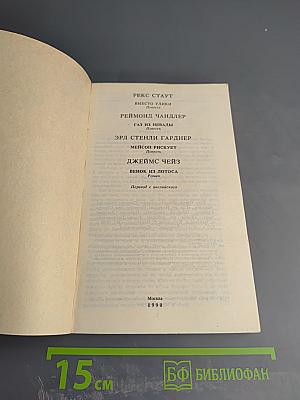 РЕКС СТАУТ
ВМЕСТО УЛИКИ
Повесть
РЕЙМОНД ЧАНДЛЕР
ГАЗ ИЗ НЕВАДЫ
Повесть
ЭРЛ СТЕНЛИ ГАРДНЕР
МЕЙСОН РИСКУЕТ
Повесть
ДЖЕЙМС ЧЕЙЗ
ВЕНОК ИЗ ЛОТОСА
Роман
Перевод с английского
Москва
1990
15 см
БФ БИБЛИОФАН